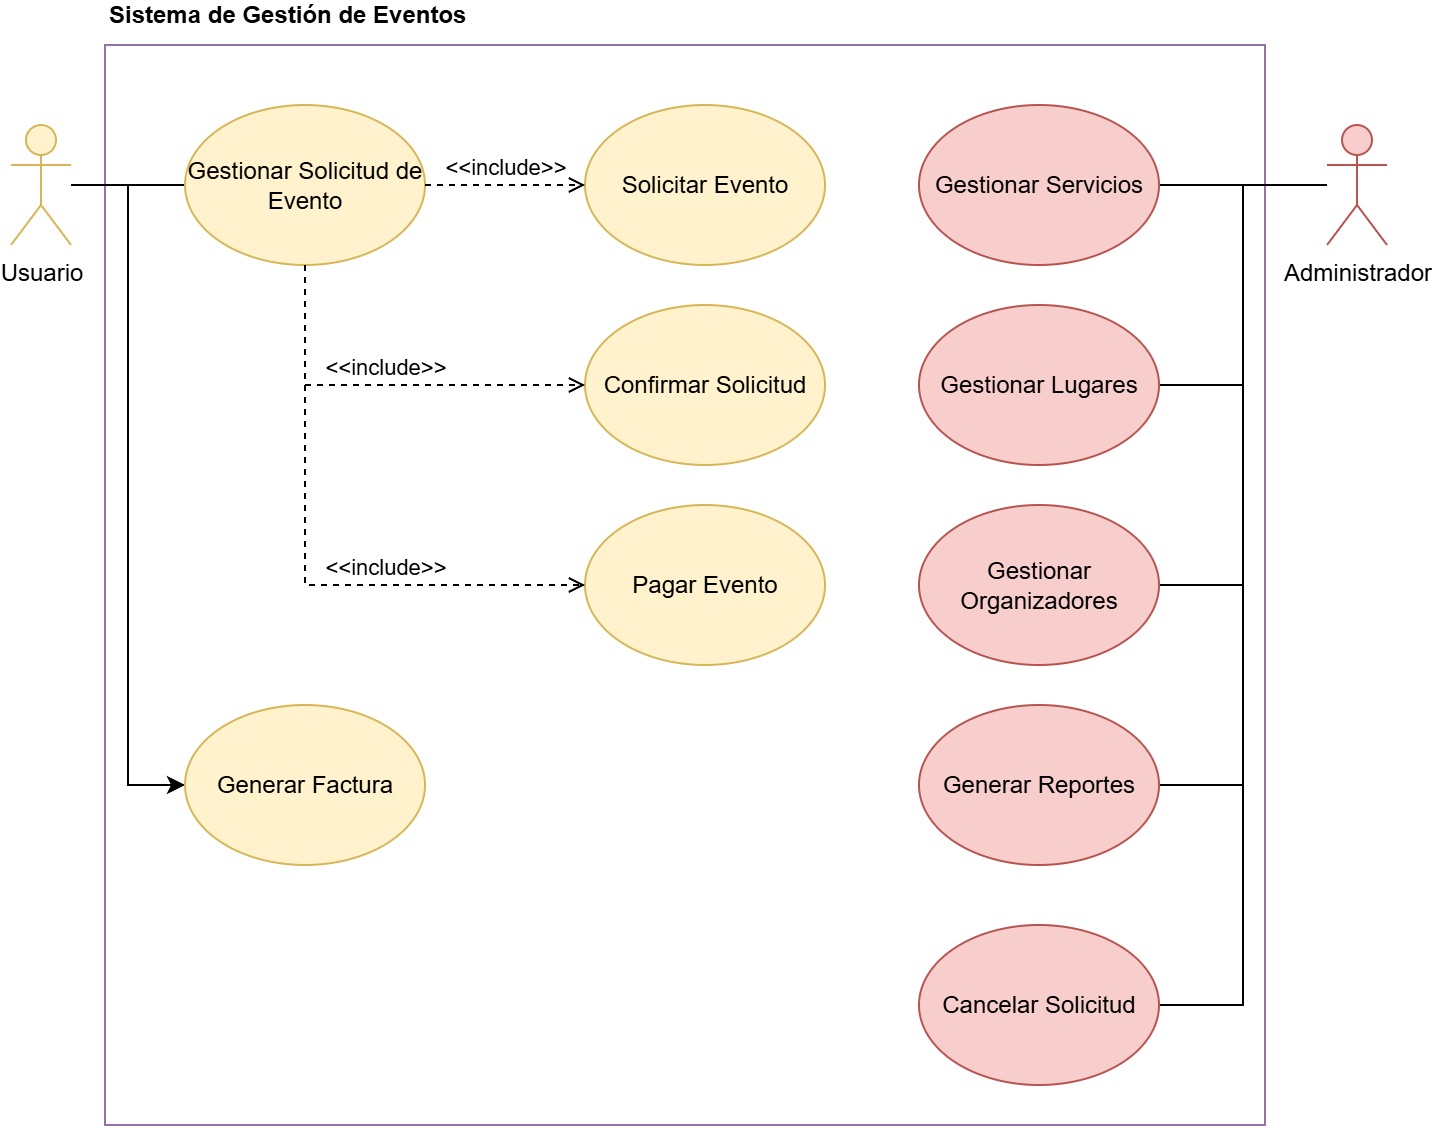 Sistema de Gestión de Eventos
Gestionar Solicitud de
Evento
<<include>>
Solicitar Evento
Gestionar Servicios
Usuario
Administrador
<<include>>
Confirmar Solicitud
Gestionar Lugares
<<include>>
Pagar Evento
Gestionar
Organizadores
Generar Factura
Generar Reportes
Cancelar Solicitud